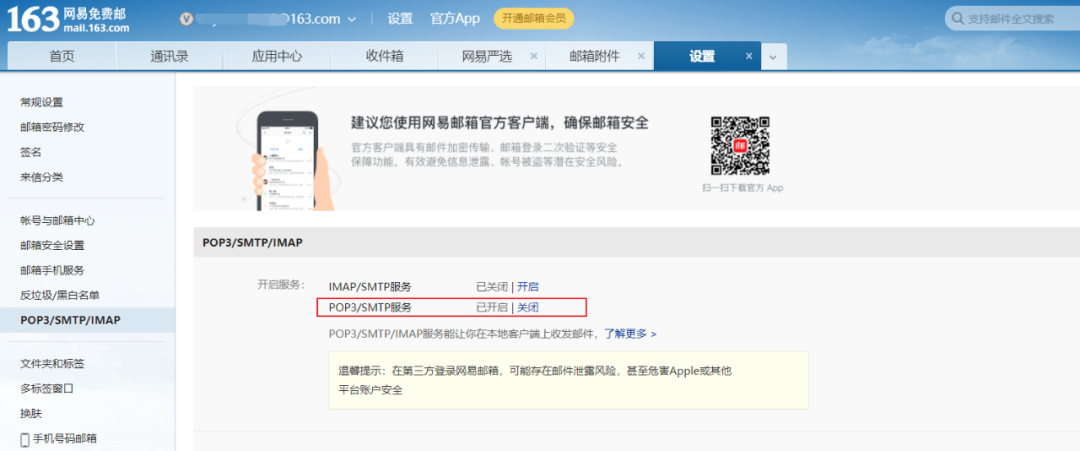 163 网易免费邮 mail.163.com
@163.com 设置 官方App 开通邮箱会员 支持邮件全文搜索
首页 通讯录 应用中心 收件箱 网易严选 × 邮箱附件 × 设置 ×
常规设置
邮箱密码修改
签名
来信分类
帐号与邮箱中心
邮箱安全设置
邮箱手机服务
反垃圾/黑白名单
POP3/SMTP/IMAP
文件夹和标签
多标签窗口
换肤
手机号码邮箱
建议您使用网易邮箱官方客户端，确保邮箱安全
官方客户端具有邮件加密传输、邮箱登录二次验证等安全
保障功能，有效避免信息泄露、帐号被盗等潜在安全风险。
扫一扫下载官方 App
POP3/SMTP/IMAP
开启服务： IMAP/SMTP服务 已关闭 | 开启
POP3/SMTP服务 已开启 | 关闭
POP3/SMTP/IMAP服务能让你在本地客户端上收发邮件，了解更多 >
温馨提示：在第三方登录网易邮箱，可能存在邮件泄露风险，甚至危害Apple或其他
平台账户安全